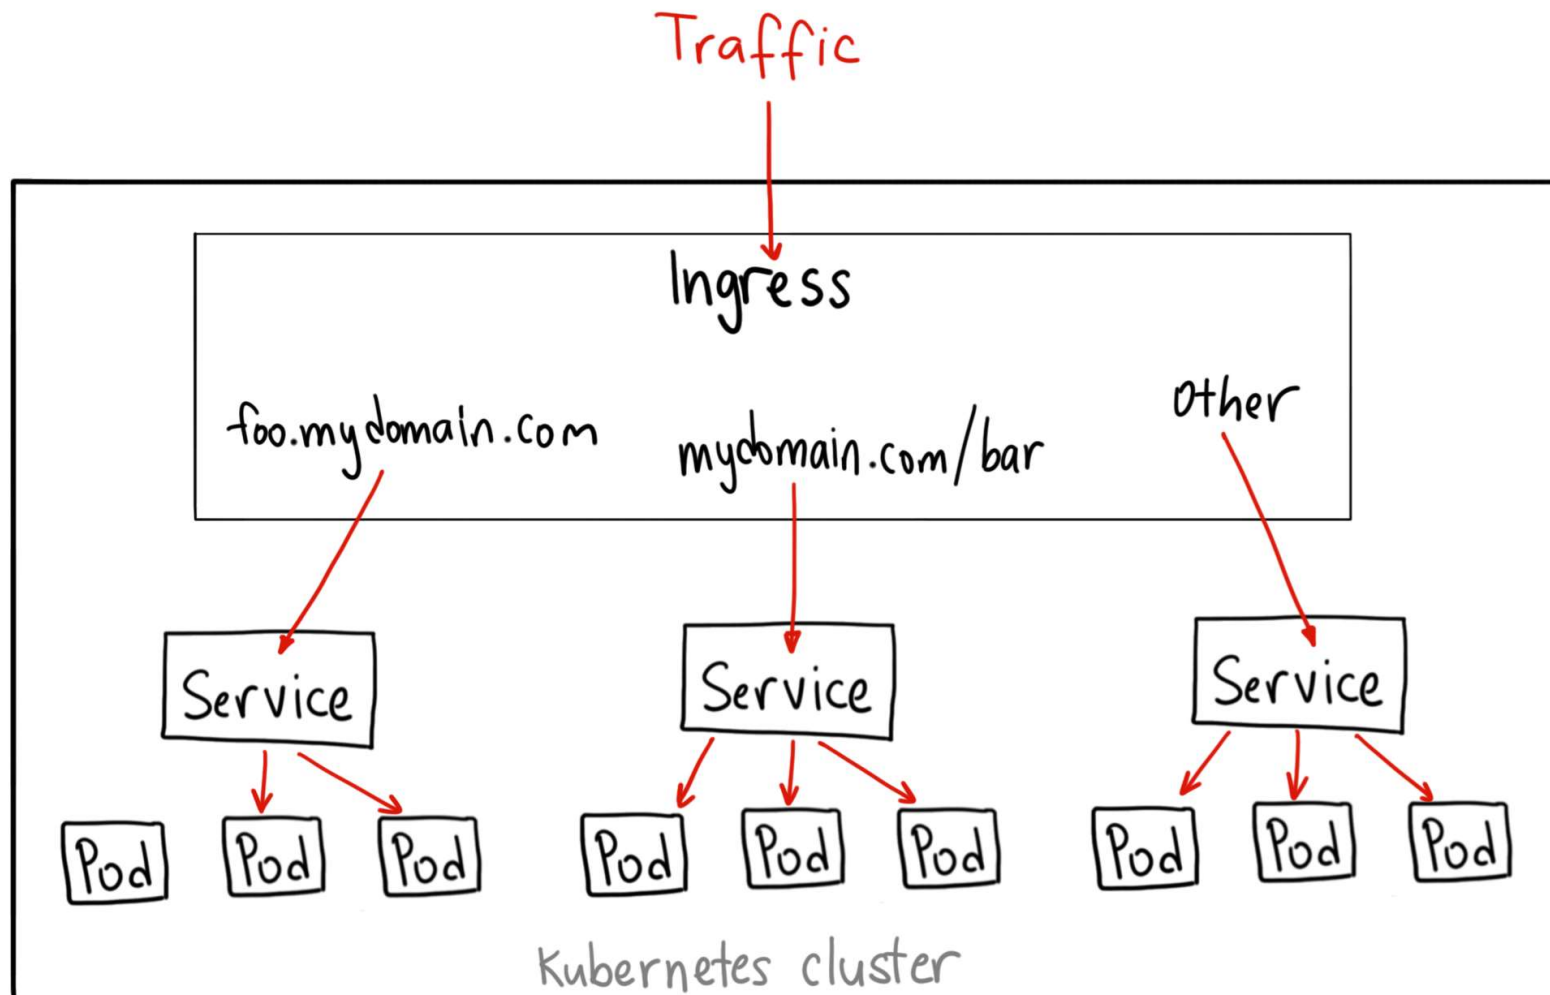 Traffic
Ingress
foo.mydomain.com
mydomain.com/bar
other
Service
Service
Service
Pod
Pod
Pod
Pod
Pod
Pod
Pod
Pod
Pod
Kubernetes cluster